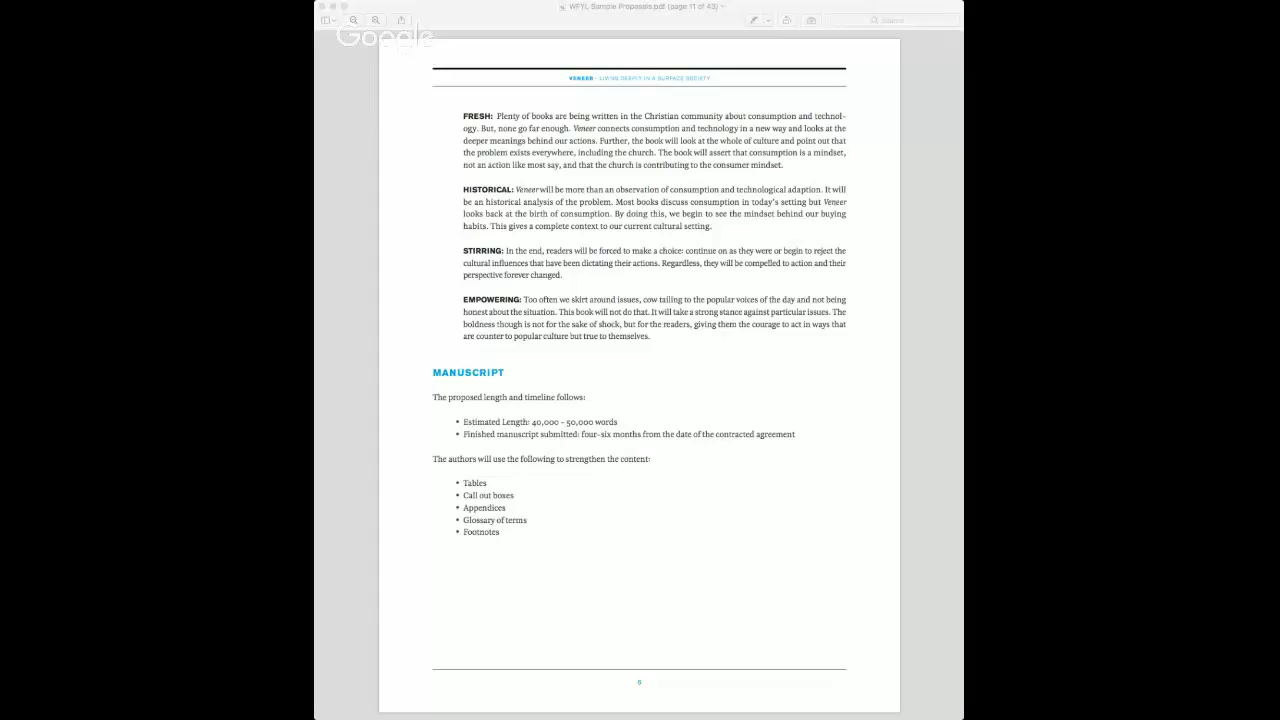 WFYL Sample Proposals.pdf (page 11 of 43)
Search
Google
VENEER - LIVING DEEPLY IN A SURFACE SOCIETY
FRESH: Plenty of books are being written in the Christian community about consumption and technol-
ogy. But, none go far enough. Veneer connects consumption and technology in a new way and looks at the
deeper meanings behind our actions. Further, the book will look at the whole of culture and point out that
the problem exists everywhere, including the church. The book will assert that consumption is a mindset,
not an action like most say, and that the church is contributing to the consumer mindset.
HISTORICAL: Veneer will be more than an observation of consumption and technological adaption. It will
be an historical analysis of the problem. Most books discuss consumption in today's setting but Veneer
looks back at the birth of consumption. By doing this, we begin to see the mindset behind our buying
habits. This gives a complete context to our current cultural setting.
STIRRING: In the end, readers will be forced to make a choice: continue on as they were or begin to reject the
cultural influences that have been dictating their actions. Regardless, they will be compelled to action and their
perspective forever changed.
EMPOWERING: Too often we skirt around issues, cow tailing to the popular voices of the day and not being
honest about the situation. This book will not do that. It will take a strong stance against particular issues. The
boldness though is not for the sake of shock, but for the readers, giving them the courage to act in ways that
are counter to popular culture but true to themselves.
MANUSCRIPT
The proposed length and timeline follows:
• Estimated Length: 40,000 - 50,000 words
• Finished manuscript submitted: four-six months from the date of the contracted agreement
The authors will use the following to strengthen the content:
• Tables
• Call out boxes
• Appendices
• Glossary of terms
• Footnotes